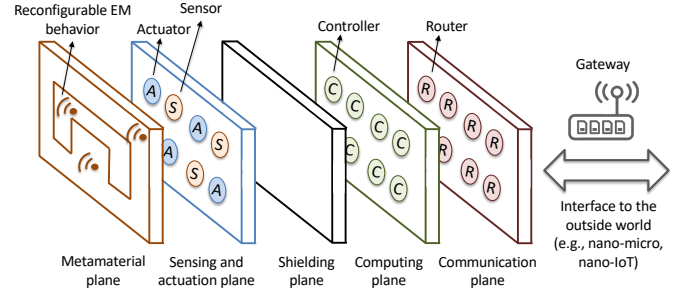 Reconfigurable EM
behavior
Actuator
Sensor
Controller
Router
Gateway
A
S
A
S
A
S
A
C
C
C
C
C
C
C
C
R
R
R
R
R
R
R
R
Interface to the
outside world
(e.g., nano-micro,
nano-IoT)
Metamaterial
plane
Sensing and
actuation plane
Shielding
plane
Computing
plane
Communication
plane